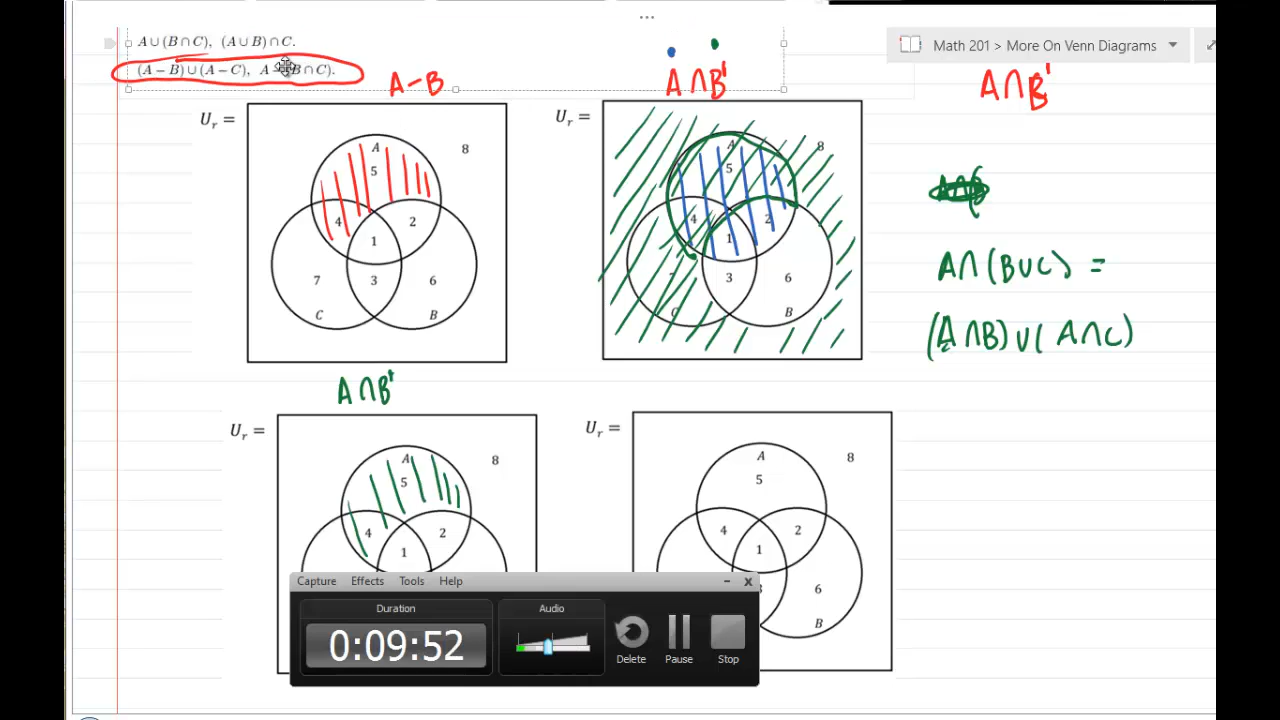 A ∪ (B ∩ C), (A ∪ B) ∩ C.
Math 201 > More On Venn Diagrams
(A − B) ∪ (A − C), A B ∩ C).
A-B
A∩B'
A∩B'
U_r =
A
8
5
4
2
1
7
3
6
C
B
U_r =
A
8
5
4
2
1
7
3
6
C
B
A∩(B∪C) =
(A∩B)∪(A∩C)
A∩B'
U_r =
A
8
5
4
2
1
U_r =
A
8
5
4
2
1
6
B
Capture Effects Tools Help
Duration
Audio
0:09:52
Delete Pause Stop